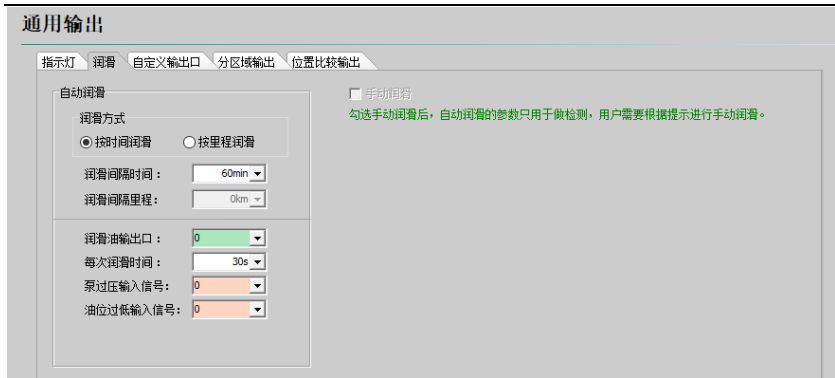 通用输出
指示灯 润滑 自定义输出口 分区域输出 位置比较输出
自动润滑
润滑方式
按时间润滑 按里程润滑
润滑间隔时间： 60min
润滑间隔里程: 0km
润滑油输出口： 0
每次润滑时间： 30s
泵过压输入信号: 0
油位过低输入信号: 0
手动润滑
勾选手动润滑后，自动润滑的参数只用于做检测，用户需要根据提示进行手动润滑。